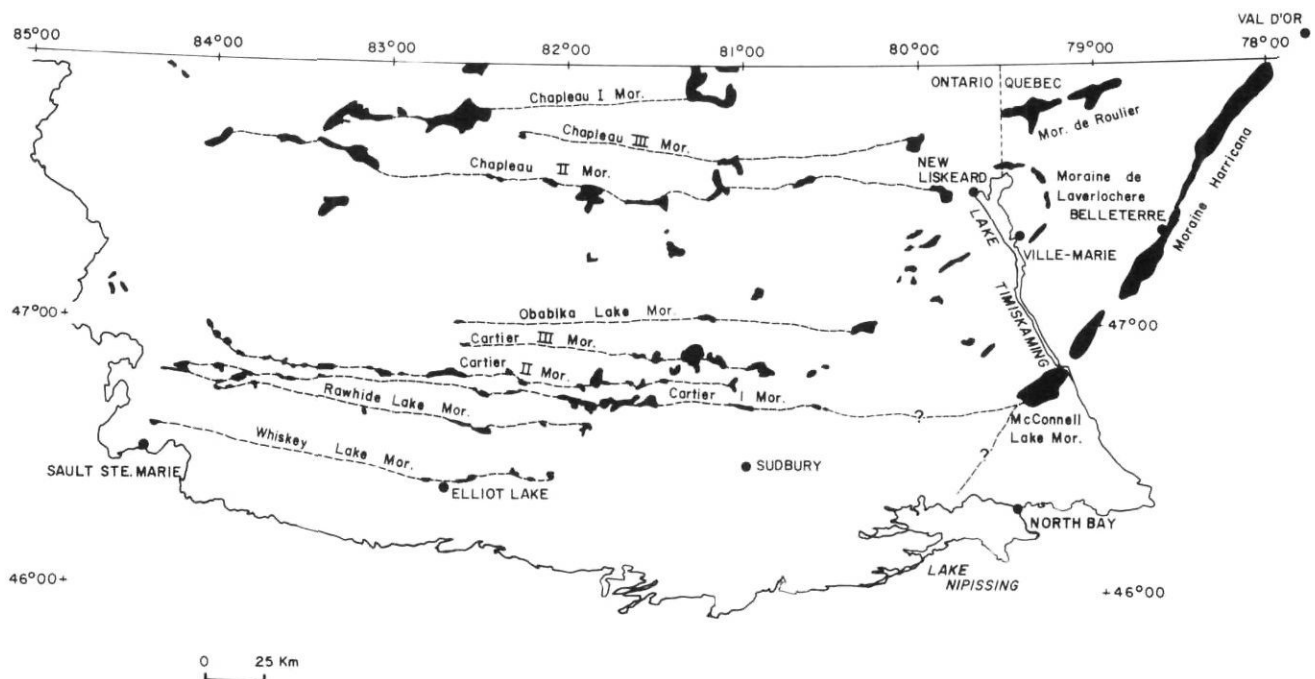 VAL D'OR
85°00 84°00 83°00 82°00 81°00 80°00 79°00 78°00
ONTARIO QUEBEC
Chapleau I Mor.
Mor. de Roulier
Chapleau III Mor.
Chapleau II Mor.
NEW
LISKEARD
Moraine de
Laverlochere
BELLETERRE
Moraine Harricana
VILLE-MARIE
LAKE
TIMISKAMING
47°00 +
Obabika Lake Mor.
+ 47°00
Cartier III Mor.
Cartier II Mor.
Rawhide Lake Mor.
Cartier I Mor.
?
McConnell
Lake Mor.
Whiskey Lake Mor.
?
SAULT STE. MARIE
SUDBURY
ELLIOT LAKE
NORTH BAY
LAKE
NIPISSING
46°00 +
+ 46°00
0 25 Km